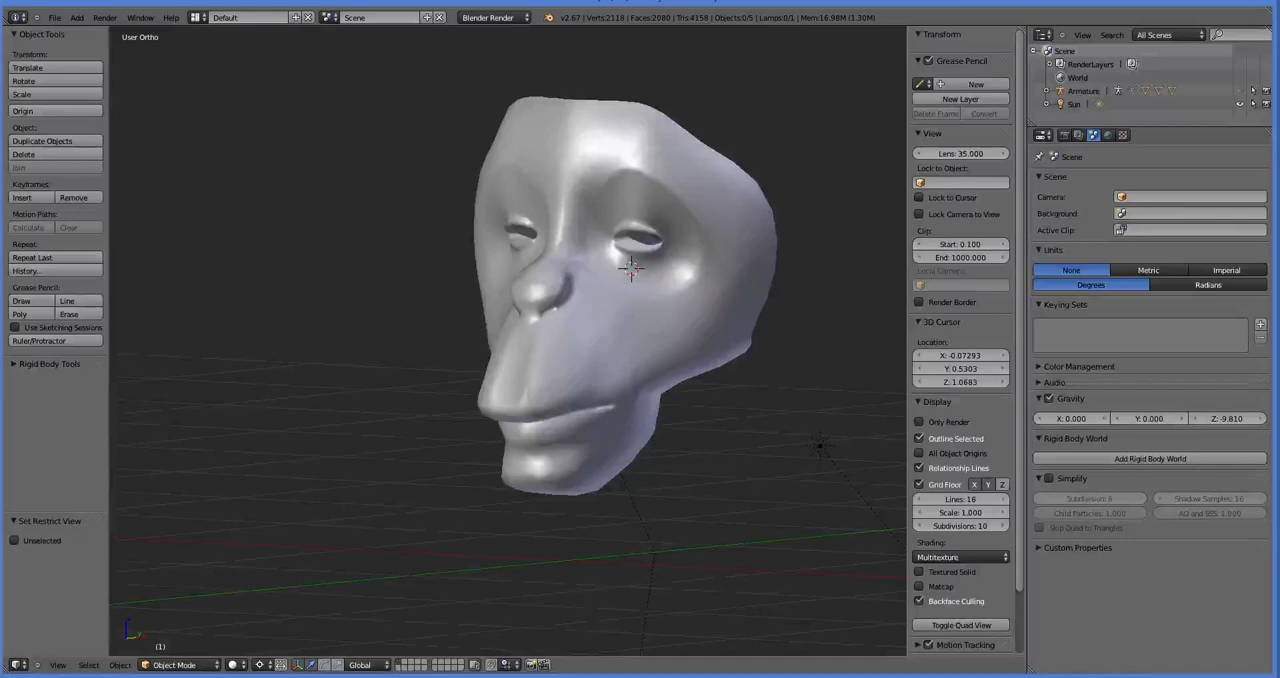 File Add Render Window Help Default Scene Blender Render v2.67 | Verts:2118 | Faces:2080 | Tris:4158 | Objects:0/5 | Lamps:0/1 | Mem:16.98M (1.30M)
Object Tools
Transform:
Translate
Rotate
Scale
Origin
Object:
Duplicate Objects
Delete
Join
Keyframes:
Insert Remove
Motion Paths:
Calculate Clear
Repeat:
Repeat Last
History...
Grease Pencil:
Draw Line
Poly Erase
Use Sketching Sessions
Ruler/Protractor
Rigid Body Tools
Set Restrict View
Unselected
User Ortho
(1)
View Select Object Object Mode Global
Transform
Grease Pencil
New
New Layer
Delete Frame Convert
View
Lens: 35.000
Lock to Object:
Lock to Cursor
Lock Camera to View
Clip:
Start: 0.100
End: 1000.000
Local Camera:
Render Border
3D Cursor
Location:
X: -0.07293
Y: 0.5303
Z: 1.0683
Display
Only Render
Outline Selected
All Object Origins
Relationship Lines
Grid Floor X Y Z
Lines: 16
Scale: 1.000
Subdivisions: 10
Shading:
Multitexture
Textured Solid
Matcap
Backface Culling
Toggle Quad View
Motion Tracking
View Search All Scenes
Scene
RenderLayers
World
Armature
Sun
Scene
Scene
Camera:
Background:
Active Clip:
Units
None Metric Imperial
Degrees Radians
Keying Sets
Color Management
Audio
Gravity
X: 0.000 Y: 0.000 Z: -9.810
Rigid Body World
Add Rigid Body World
Simplify
Subdivision: 6 Shadow Samples: 16
Child Particles: 1.000 AO and SSS: 1.000
Skip Quad to Triangles
Custom Properties